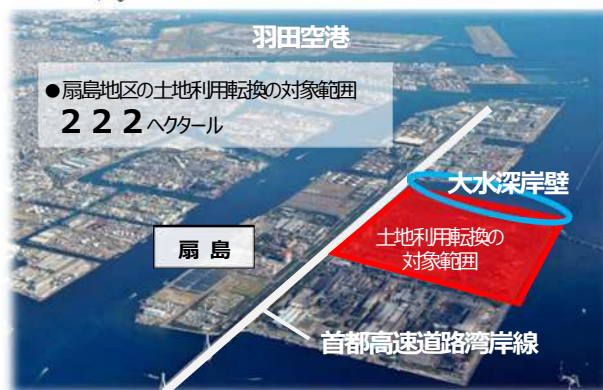 羽田空港
●扇島地区の土地利用転換の対象範囲
222ヘクタール
大水深岸壁
土地利用転換の
対象範囲
扇島
首都高速道路湾岸線